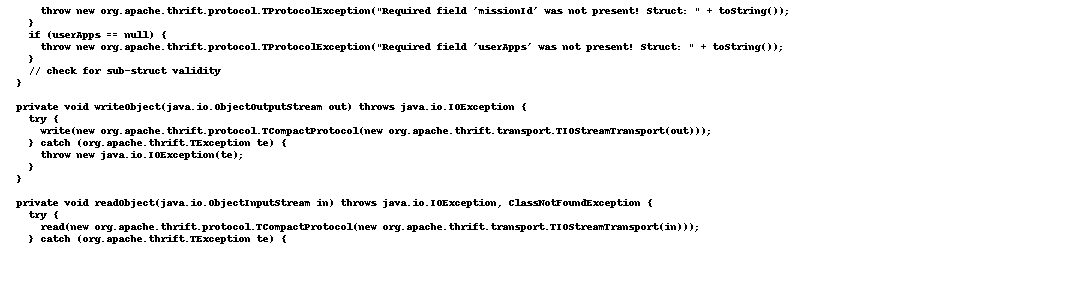 throw new org.apache.thrift.protocol.TProtocolException("Required field 'missionId' was not present! Struct: " + toString());
}
if (userApps == null) {
throw new org.apache.thrift.protocol.TProtocolException("Required field 'userApps' was not present! Struct: " + toString());
}
// check for sub-struct validity
}
private void writeObject(java.io.ObjectOutputStream out) throws java.io.IOException {
try {
write(new org.apache.thrift.protocol.TCompactProtocol(new org.apache.thrift.transport.TIOStreamTransport(out)));
} catch (org.apache.thrift.TException te) {
throw new java.io.IOException(te);
}
}
private void readObject(java.io.ObjectInputStream in) throws java.io.IOException, ClassNotFoundException {
try {
read(new org.apache.thrift.protocol.TCompactProtocol(new org.apache.thrift.transport.TIOStreamTransport(in)));
} catch (org.apache.thrift.TException te) {